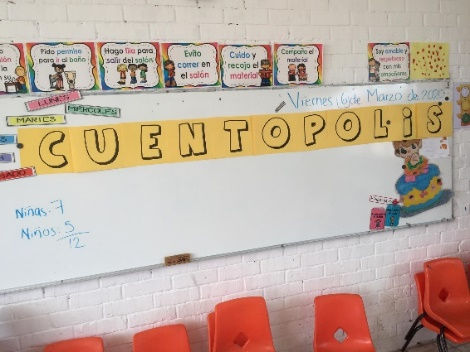 Pido permiso para ir al baño
Hago fila para salir del salón
Evito correr en el salón
Cuido y recojo el material
Comparto el material
Soy amable y respetuoso con mis compañeros
LUNES
MARTES
MIÉRCOLES
Viernes, 6 de Marzo de
CUENTOPOLIS
Niñas: 7
Niños: 5
12